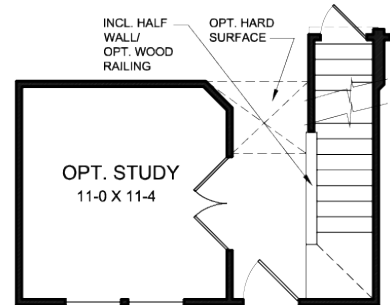 INCL. HALF
WALL/
OPT. WOOD
RAILING
OPT. HARD
SURFACE
OPT. STUDY
11-0 X 11-4